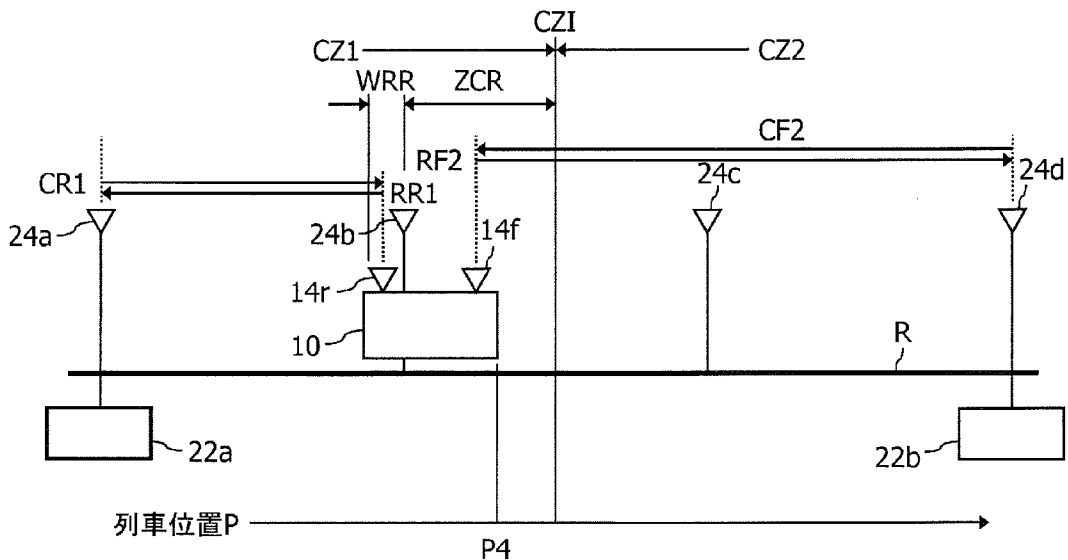 CZI
CZ1
CZ2
WRR
ZCR
CF2
RF2
CR1
RR1
24c
24d
24a
24b
14f
14r
10
R
22a
22b
列車位置P
P4